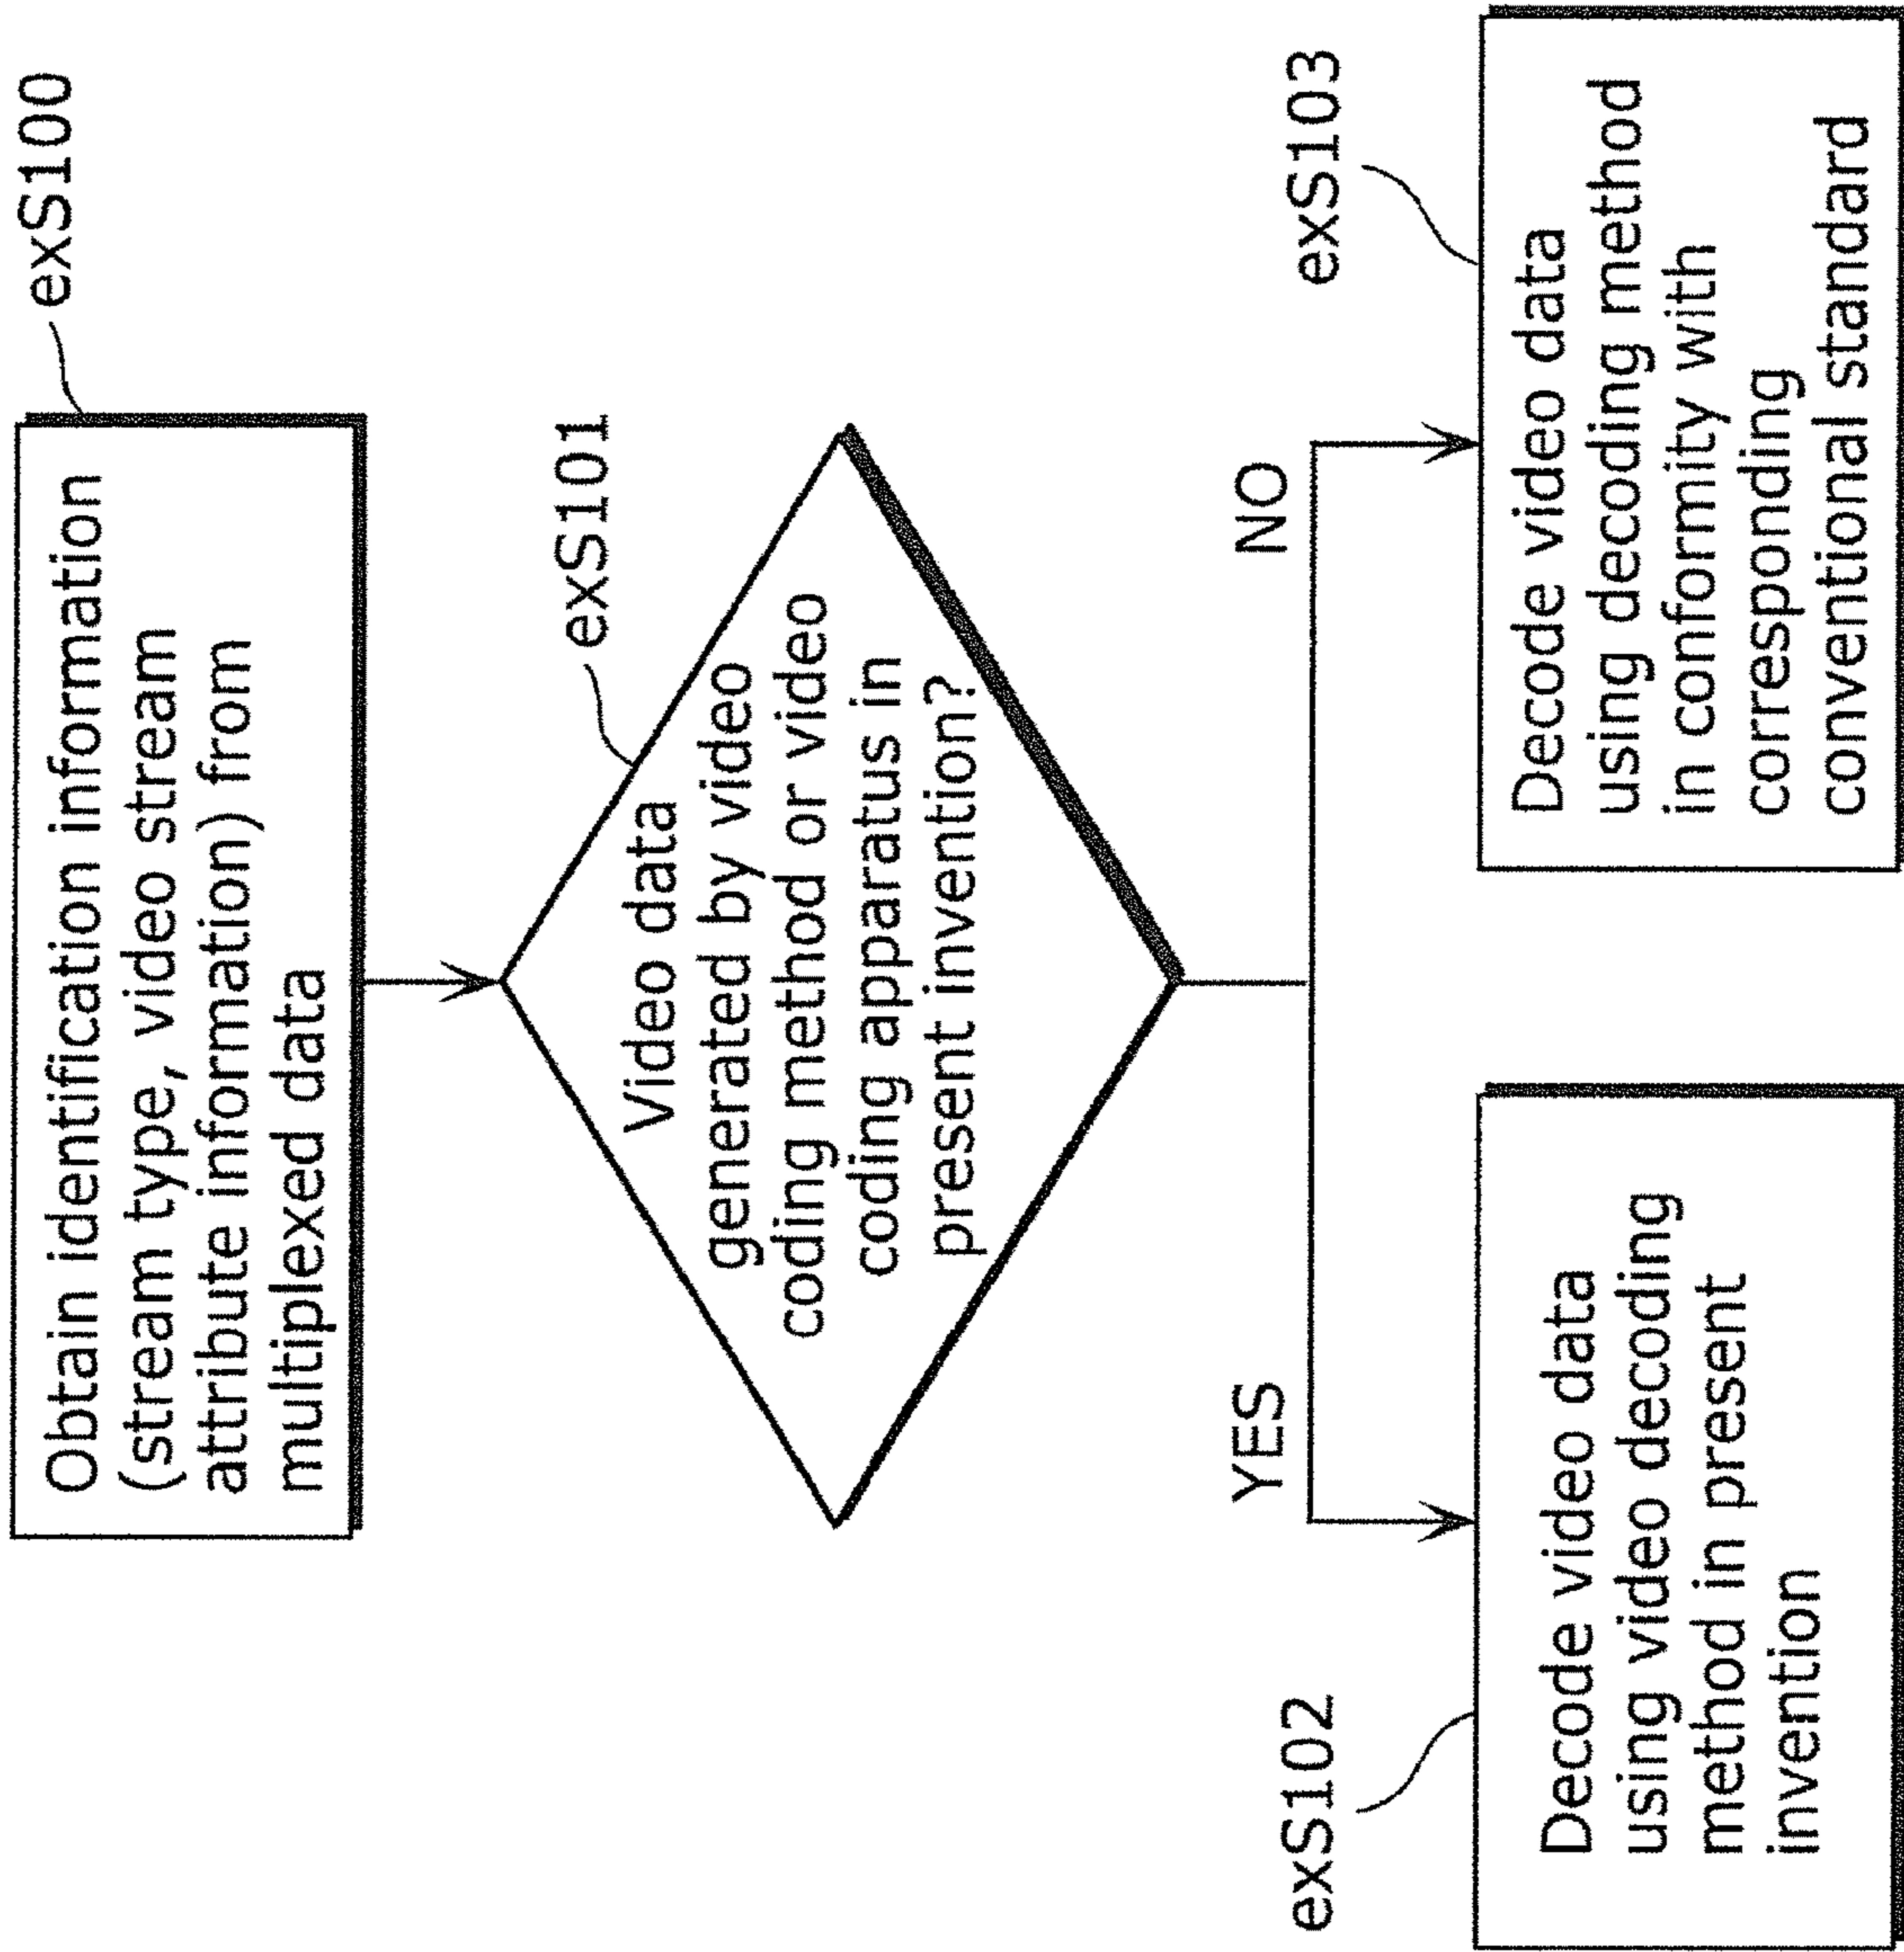 exS100
Obtain identification information
(stream type, video stream
attribute information) from
multiplexed data
exS101
Video data
generated by video
coding method or video
coding apparatus in
present invention?
YES
NO
exS102
Decode video data
using video decoding
method in present
invention
exS103
Decode video data
using decoding method
in conformity with
corresponding
conventional standard